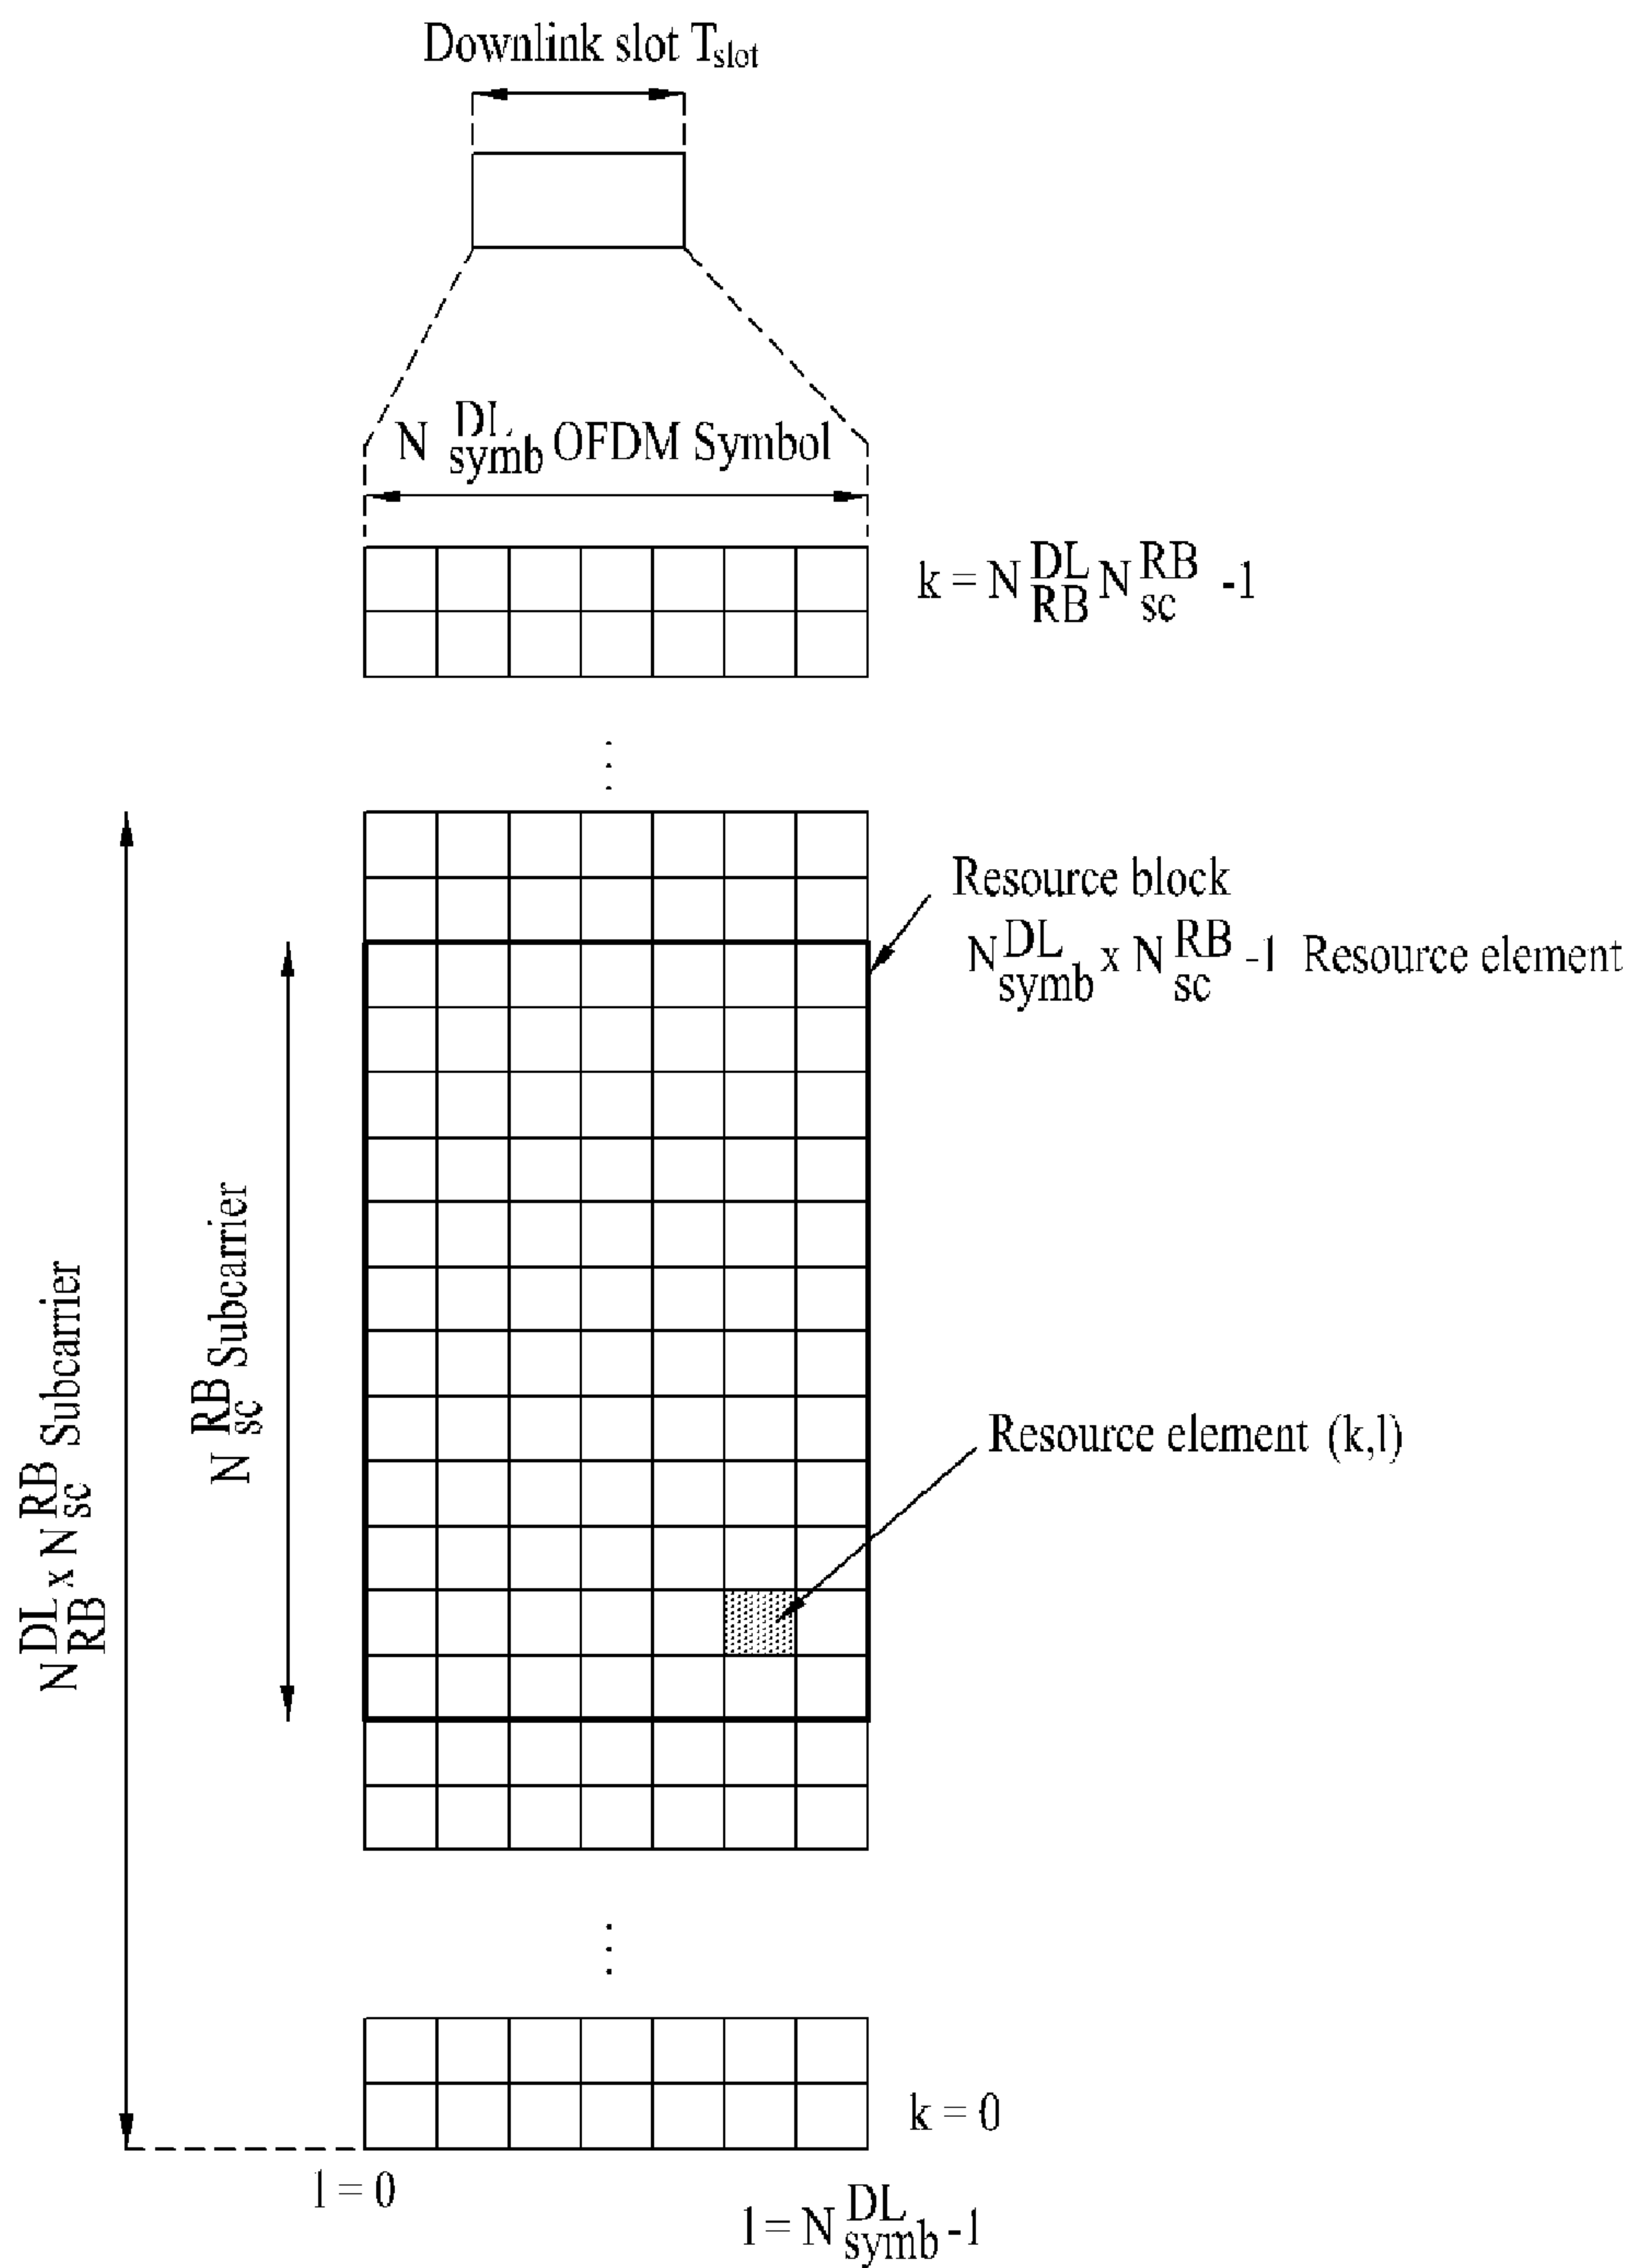 Downlink slot T_slot
N^DL_symb OFDM Symbol
k = N^DL_RB N^RB_sc -1
Resource block
N^DL_symb x N^RB_sc -1 Resource element
N^RB_sc Subcarrier
N^DL_RB x N^RB_sc Subcarrier
Resource element (k,l)
k = 0
l = 0
l = N^DL_symb -1